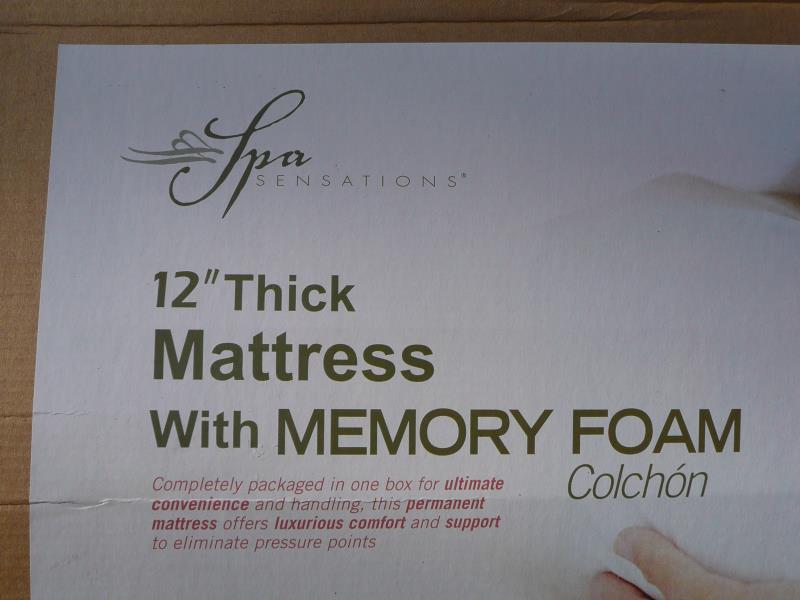 Spa
SENSATIONS®
12" Thick
Mattress
With MEMORY FOAM
Colchón
Completely packaged in one box for ultimate
convenience and handling, this permanent
mattress offers luxurious comfort and support
to eliminate pressure points